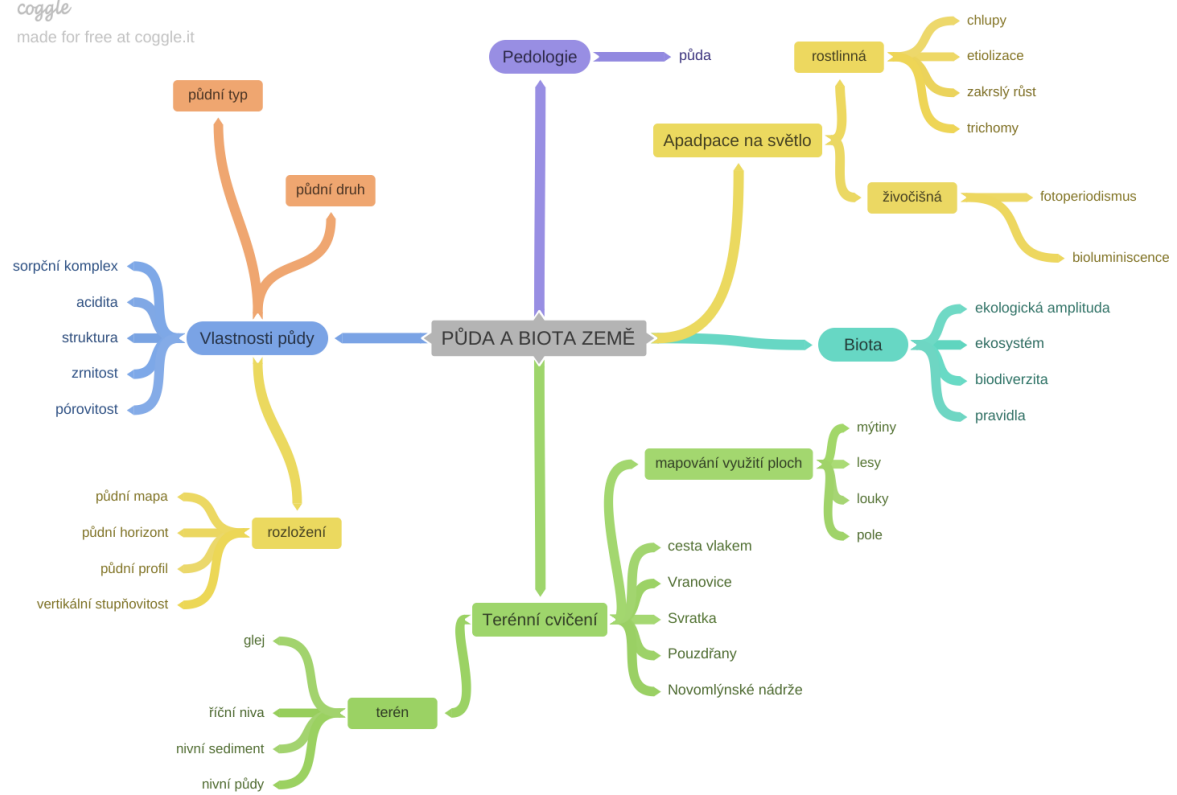 coggle
made for free at coggle.it
PŮDA A BIOTA ZEMĚ
Pedologie
půda
Apadpace na světlo
rostlinná
chlupy
etiolizace
zakrslý růst
trichomy
živočišná
fotoperiodismus
bioluminiscence
Biota
ekologická amplituda
ekosystém
biodiverzita
pravidla
Terénní cvičení
mapování využití ploch
mýtiny
lesy
louky
pole
cesta vlakem
Vranovice
Svratka
Pouzdřany
Novomlýnské nádrže
terén
glej
říční niva
nivní sediment
nivní půdy
Vlastnosti půdy
půdní typ
půdní druh
sorpční komplex
acidita
struktura
zrnitost
pórovitost
rozložení
půdní mapa
půdní horizont
půdní profil
vertikální stupňovitost